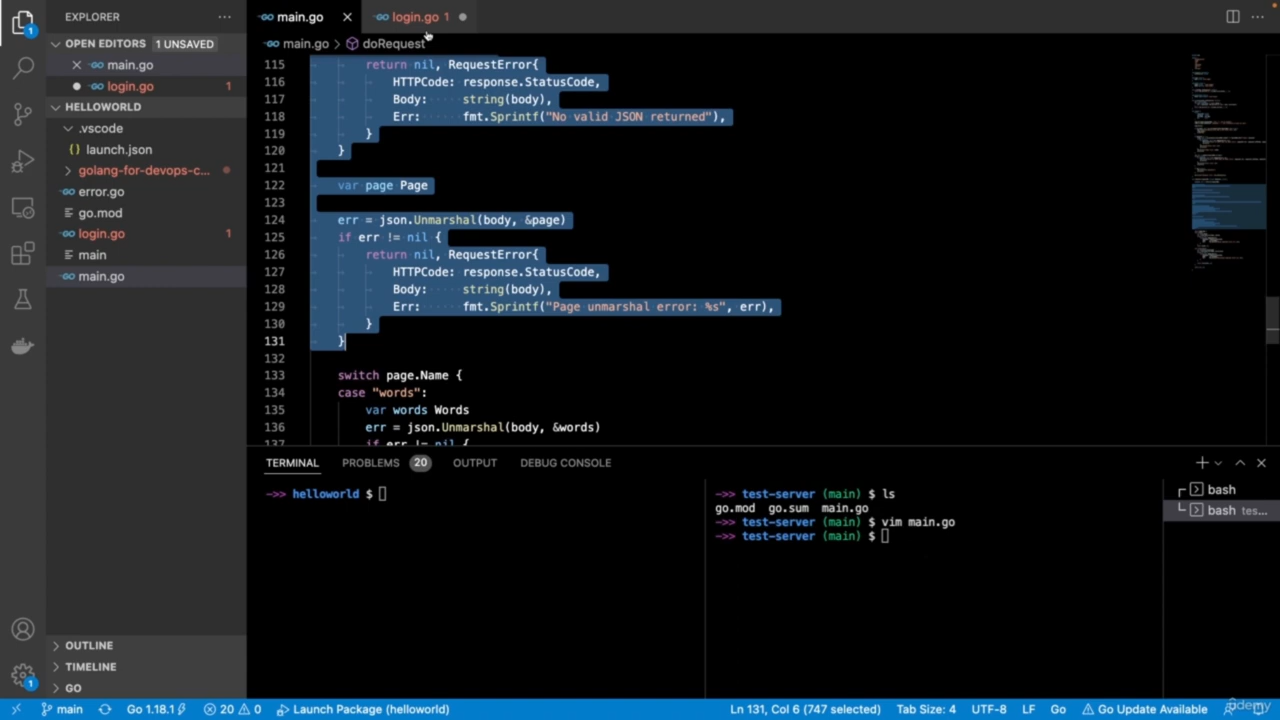 EXPLORER
OPEN EDITORS 1 UNSAVED
main.go
login.go 1
HELLOWORLD
.vscode
{} launch.json
golang-for-devops-c...
error.go
go.mod
login.go 1
main
main.go
OUTLINE
TIMELINE
GO
main.go
login.go 1
main.go > doRequest
115 return nil, RequestError{
116 HTTPCode: response.StatusCode,
117 Body: string(body),
118 Err: fmt.Sprintf("No valid JSON returned"),
119 }
120 }
121
122 var page Page
123
124 err = json.Unmarshal(body, &page)
125 if err != nil {
126 return nil, RequestError{
127 HTTPCode: response.StatusCode,
128 Body: string(body),
129 Err: fmt.Sprintf("Page unmarshal error: %s", err),
130 }
131 }
132
133 switch page.Name {
134 case "words":
135 var words Words
136 err = json.Unmarshal(body, &words)
137 if err != nil {
TERMINAL PROBLEMS 20 OUTPUT DEBUG CONSOLE
->> helloworld $
->> test-server (main) $ ls
go.mod go.sum main.go
->> test-server (main) $ vim main.go
->> test-server (main) $
bash
bash tes...
1
1
main Go 1.18.1 20 0 Launch Package (helloworld) Ln 131, Col 6 (747 selected) Tab Size: 4 UTF-8 LF Go Go Update Available
udemy